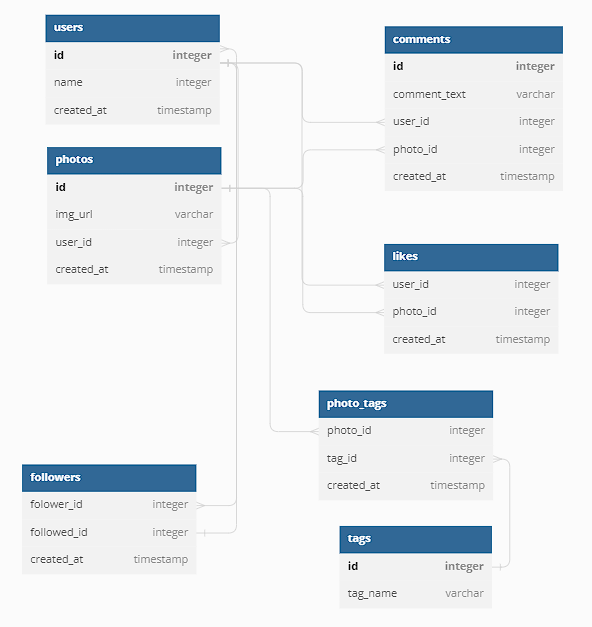 users
id integer
name integer
created_at timestamp
photos
id integer
img_url varchar
user_id integer
created_at timestamp
comments
id integer
comment_text varchar
user_id integer
photo_id integer
created_at timestamp
likes
user_id integer
photo_id integer
created_at timestamp
photo_tags
photo_id integer
tag_id integer
created_at timestamp
followers
folower_id integer
followed_id integer
created_at timestamp
tags
id integer
tag_name varchar